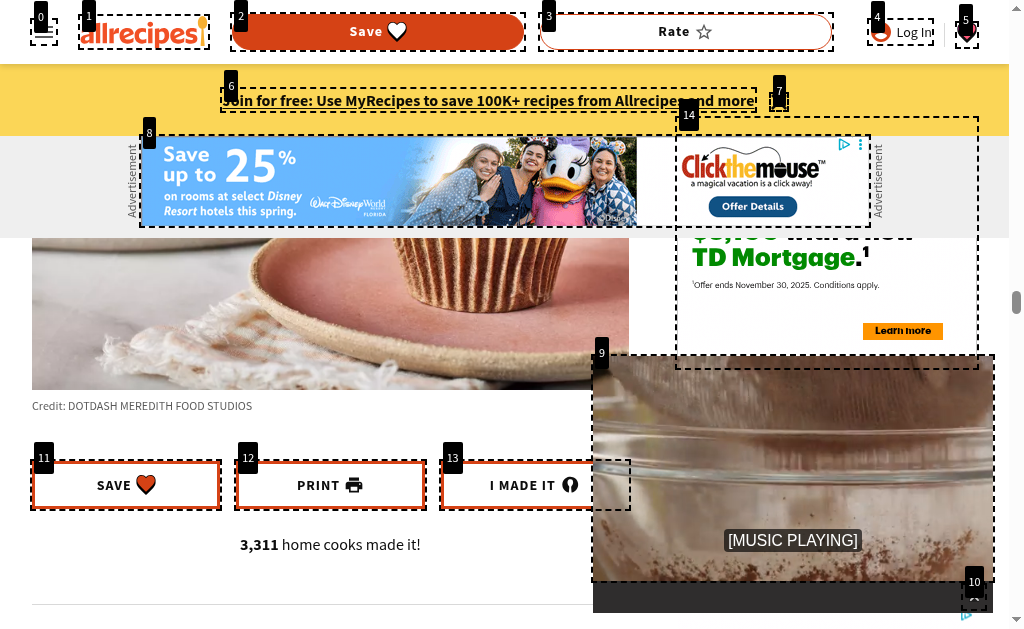 0
1
2
3
4
5
allrecipes
Save
Rate
Log In
6
7
Join for free: Use MyRecipes to save 100K+ recipes from Allrecipes and more
8
14
Advertisement
Save
up to 25%
on rooms at select Disney
Resort hotels this spring.
Walt Disney World
FLORIDA
©Disney
Clickthemouse™
a magical vacation is a click away!
Offer Details
Advertisement
TD Mortgage.¹
¹Offer ends November 30, 2025. Conditions apply.
Learn more
9
Credit: DOTDASH MEREDITH FOOD STUDIOS
11
12
13
SAVE
PRINT
I MADE IT
3,311 home cooks made it!
[MUSIC PLAYING]
10